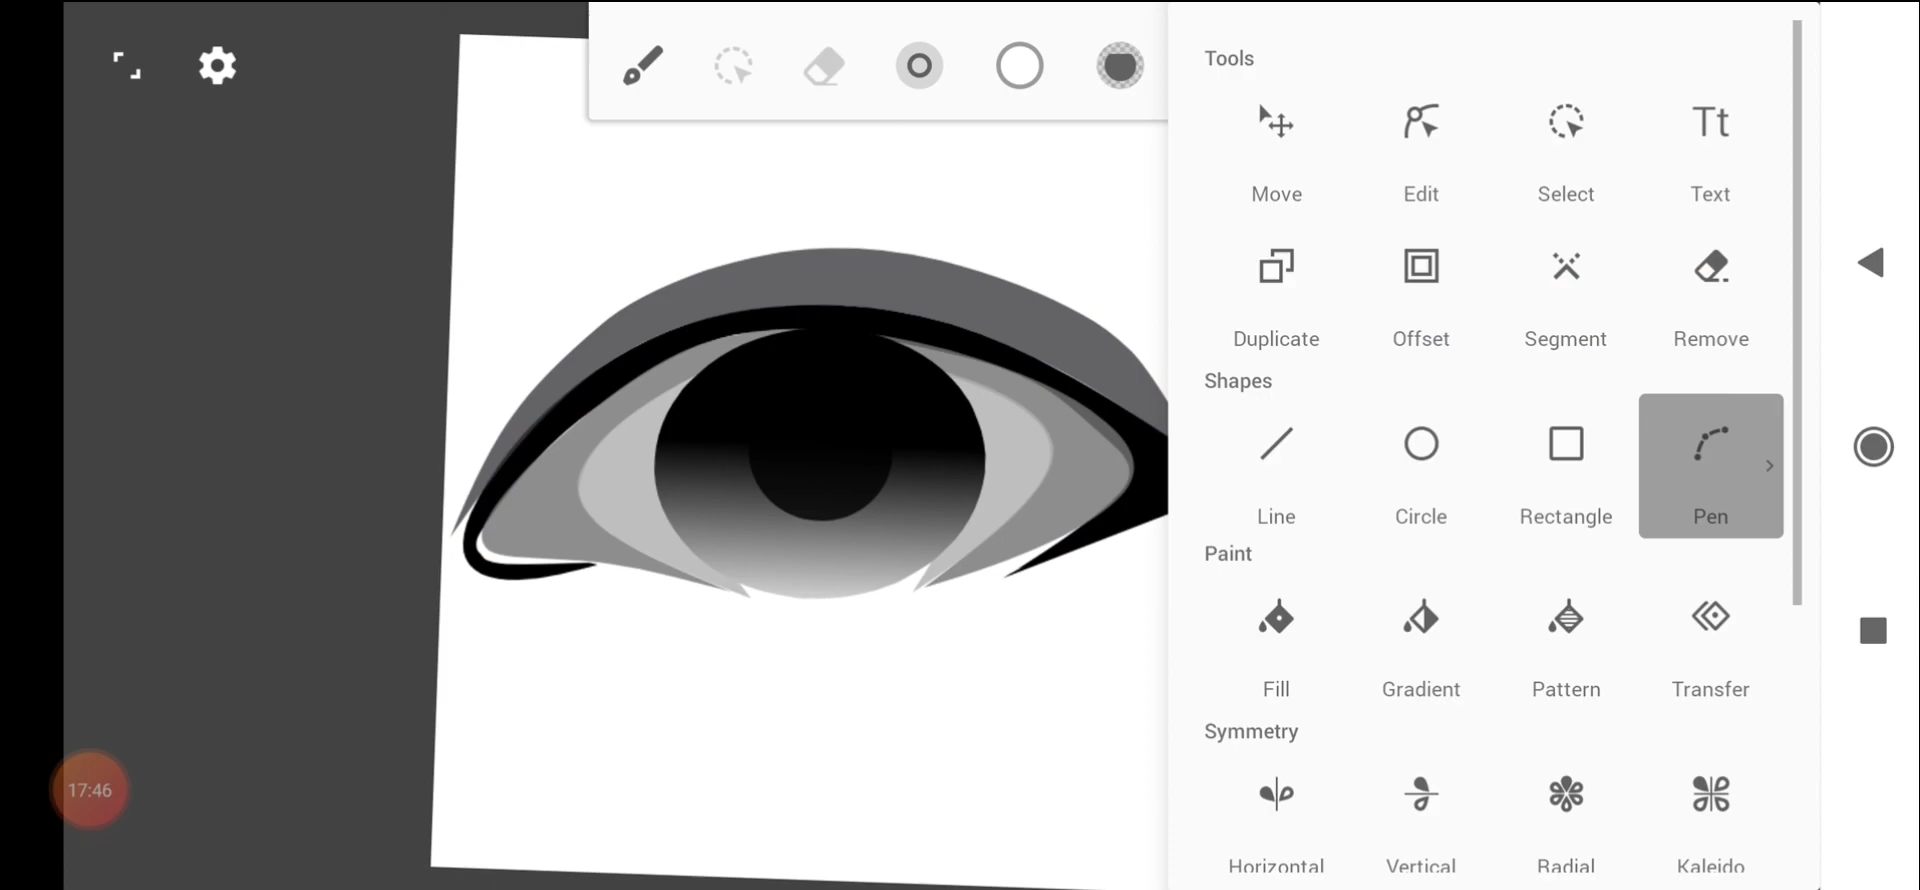 Tools
Move Edit Select Text
Duplicate Offset Segment Remove
Shapes
Line Circle Rectangle Pen
Paint
Fill Gradient Pattern Transfer
Symmetry
Horizontal Vertical Radial Kaleido
Tt
17:46